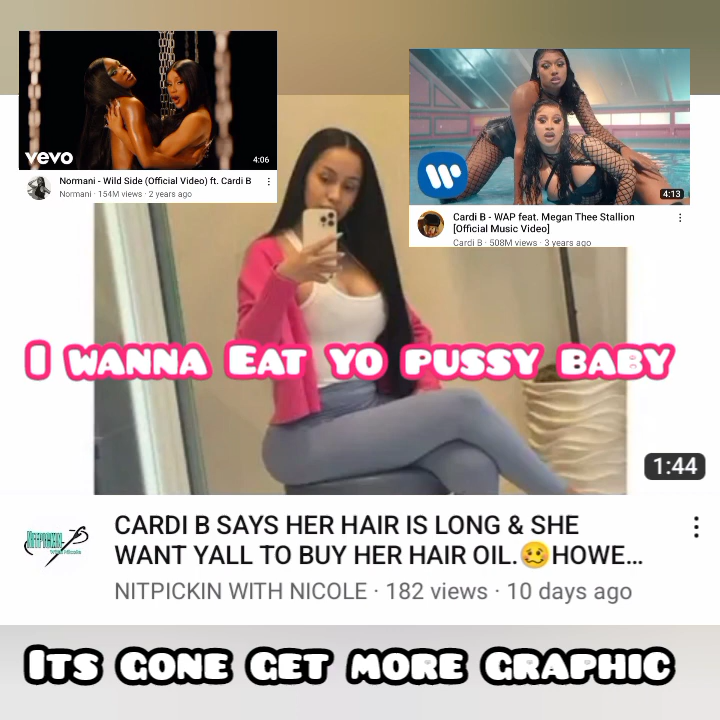 vevo
4:06
Normani - Wild Side (Official Video) ft. Cardi B
Normani · 154M views · 2 years ago
4:13
Cardi B - WAP feat. Megan Thee Stallion
[Official Music Video]
Cardi B · 508M views · 3 years ago
I WANNA EAT YO PUSSY BABY
1:44
NITPICKIN
With Nicole
CARDI B SAYS HER HAIR IS LONG & SHE
WANT YALL TO BUY HER HAIR OIL.🥴HOWE...
NITPICKIN WITH NICOLE · 182 views · 10 days ago
ITS GONE GET MORE GRAPHIC